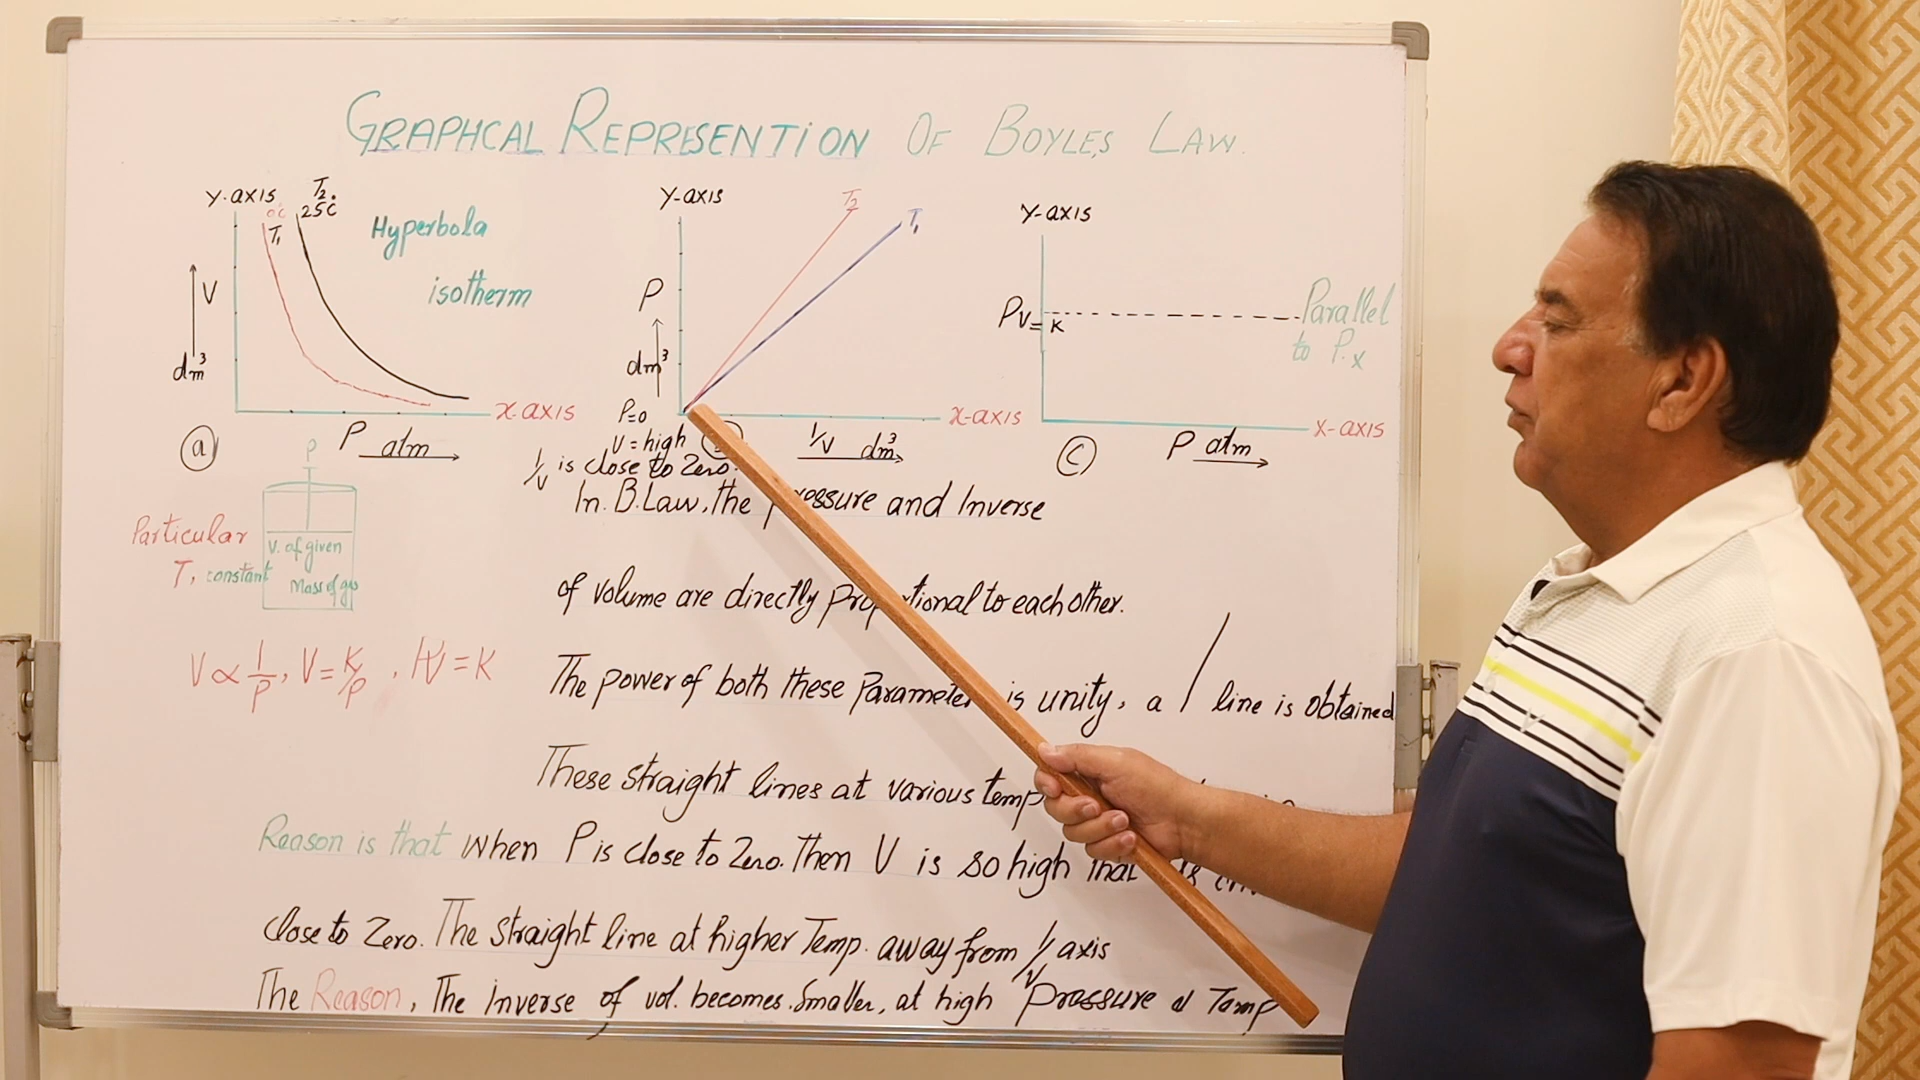 GRAPHCAL REPRESENTION OF BOYLES LAW.
y-axis
0°C
T₁
T₂
25°C
Hyperbola
isotherm
V
dm³
x-axis
P atm
a
y-axis
T₂
T₁
P
dm³
P=0
V = high
1/V is close to Zero.
x-axis
1/V dm³
y-axis
PV = K
Parallel
to P.x
x-axis
P atm
C
P
Particular
T, constant
V. of given
Mass of gas
V ∝ 1/P, V = K/P, PV = K
In. B.Law, the pressure and Inverse
of volume are directly proportional to each other.
The power of both these Parameter is unity, a / line is obtained
These straight lines at various temp
Reason is that when P is close to Zero. Then V is so high that
Close to Zero. The straight line at higher Temp. away from 1/V axis
The Reason, The inverse of vol. becomes Smaller, at high Pressure & Temp